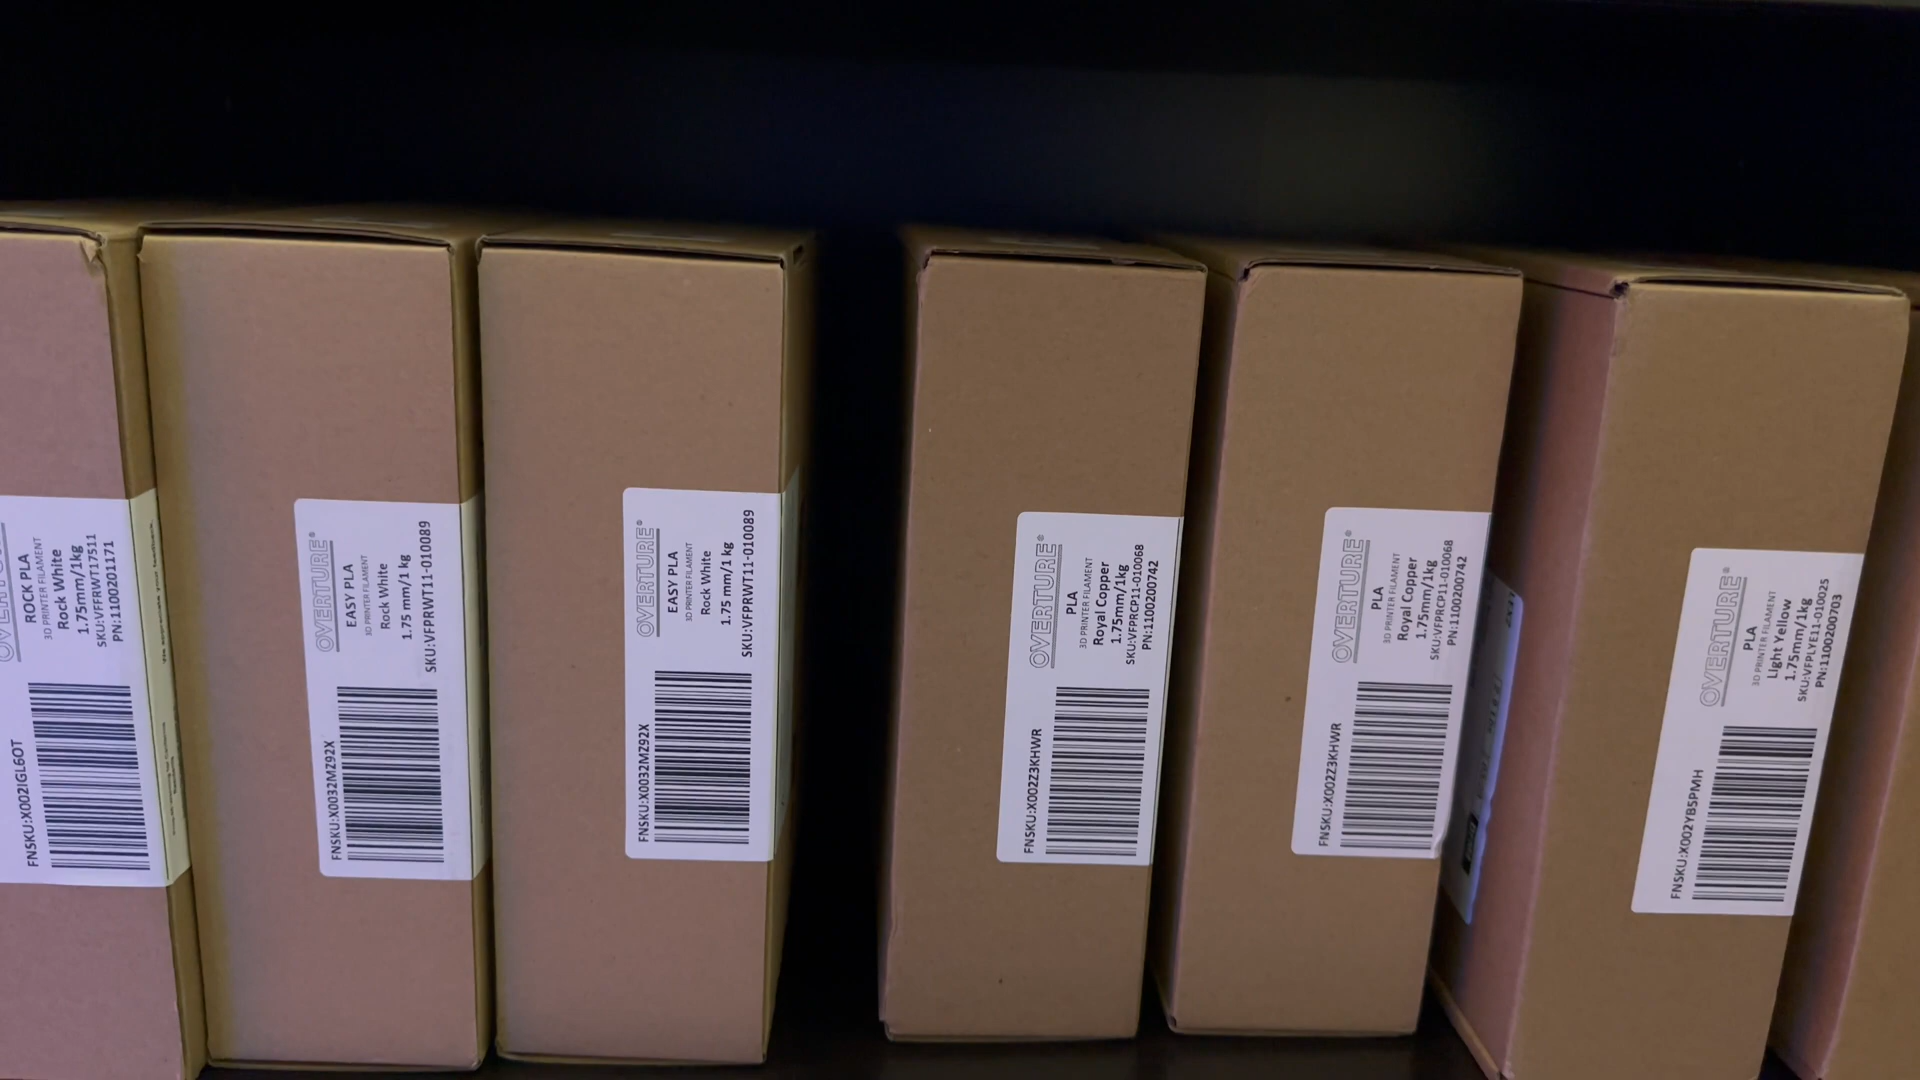 ROCK PLA
3D PRINTER FILAMENT
Rock White
1.75mm/1kg
SKU:VFFRWT17511
PN:1100201171
FNSKU:X002IGL6OT
OVERTURE®
EASY PLA
3D PRINTER FILAMENT
Rock White
1.75 mm/1 kg
SKU:VFPRWT11-010089
FNSKU:X0032MZ92X
OVERTURE®
EASY PLA
3D PRINTER FILAMENT
Rock White
1.75 mm/1 kg
SKU:VFPRWT11-010089
FNSKU:X0032MZ92X
OVERTURE®
PLA
3D PRINTER FILAMENT
Royal Copper
1.75mm/1kg
SKU:VFPRCP11-010068
PN:1100200742
FNSKU:X002Z3KHWR
OVERTURE®
PLA
3D PRINTER FILAMENT
Royal Copper
1.75mm/1kg
SKU:VFPRCP11-010068
PN:1100200742
FNSKU:X002Z3KHWR
OVERTURE®
PLA
3D PRINTER FILAMENT
Light Yellow
1.75mm/1kg
SKU:VFPLYE11-010025
PN:1100200703
FNSKU:X002YB5PMH